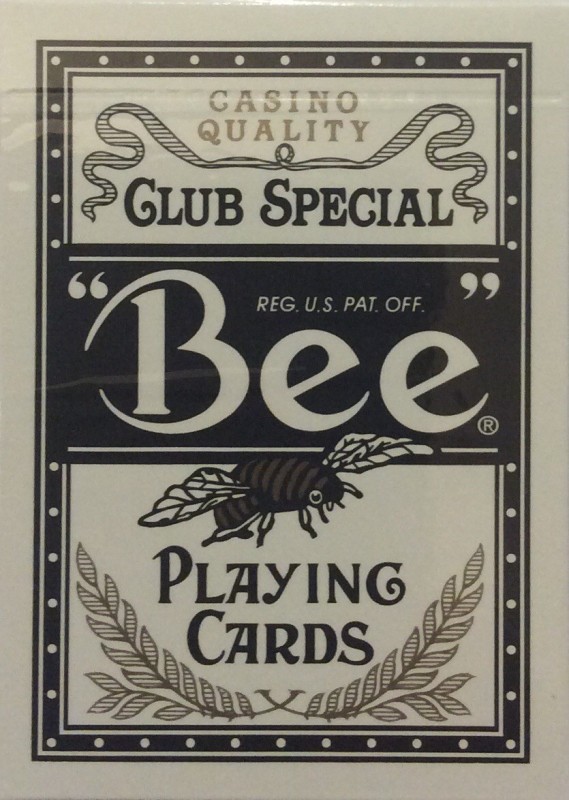 CASINO
QUALITY
CLUB SPECIAL
REG. U.S. PAT. OFF.
“Bee”®
PLAYING
CARDS